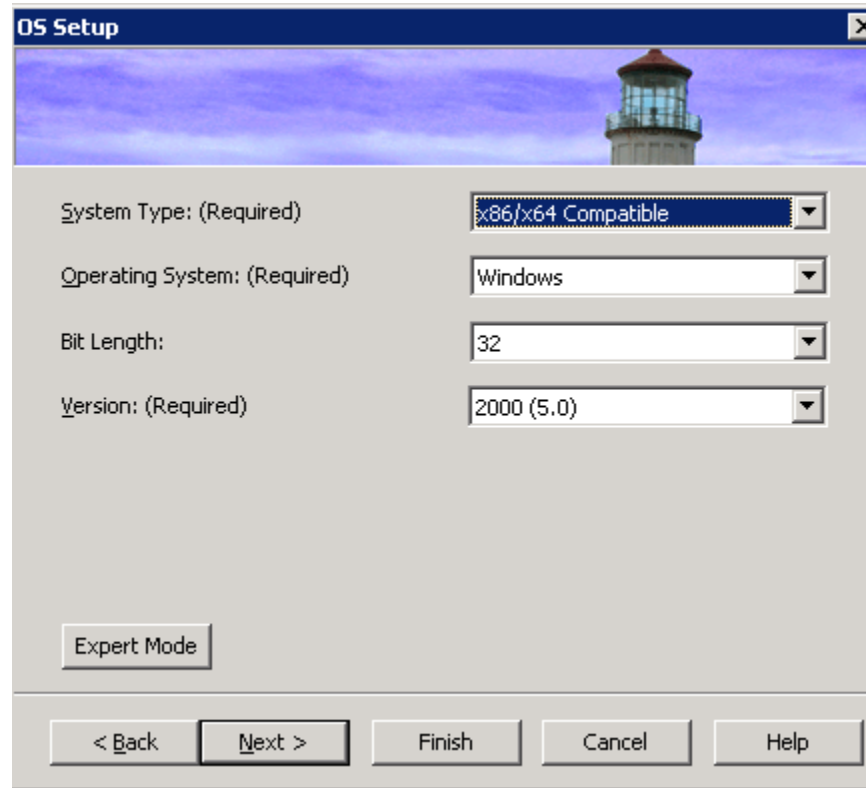 OS Setup
System Type: (Required)
x86/x64 Compatible
Operating System: (Required)
Windows
Bit Length:
32
Version: (Required)
2000 (5.0)
Expert Mode
< Back
Next >
Finish
Cancel
Help